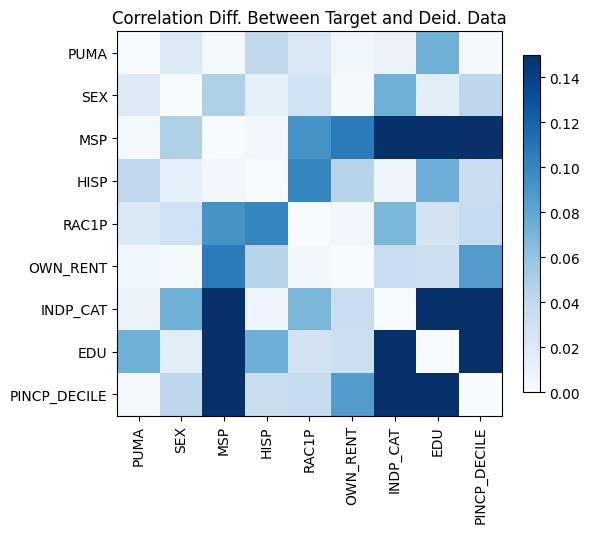 Correlation Diff. Between Target and Deid. Data
PUMA
SEX
MSP
HISP
RAC1P
OWN_RENT
INDP_CAT
EDU
PINCP_DECILE
PUMA
SEX
MSP
HISP
RAC1P
OWN_RENT
INDP_CAT
EDU
PINCP_DECILE
0.14
0.12
0.10
0.08
0.06
0.04
0.02
0.00